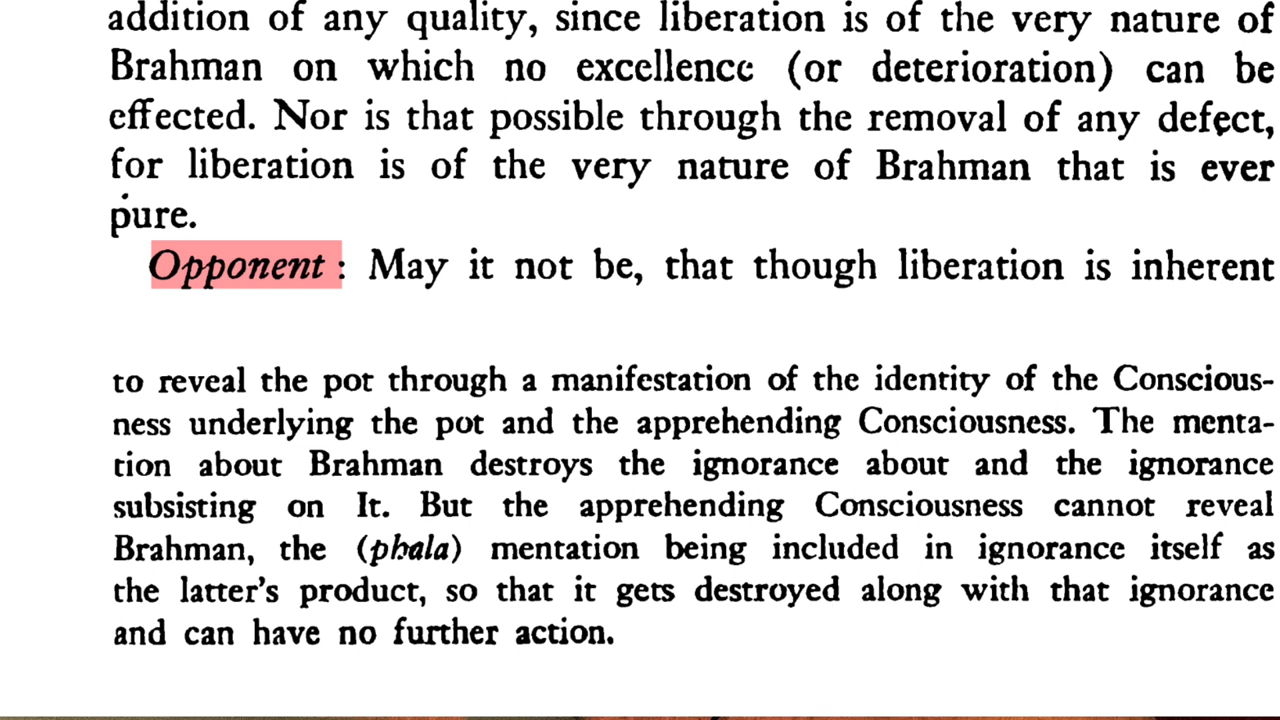 addition of any quality, since liberation is of the very nature of
Brahman on which no excellence (or deterioration) can be
effected. Nor is that possible through the removal of any defect,
for liberation is of the very nature of Brahman that is ever
pure.
Opponent : May it not be, that though liberation is inherent
to reveal the pot through a manifestation of the identity of the Conscious-
ness underlying the pot and the apprehending Consciousness. The menta-
tion about Brahman destroys the ignorance about and the ignorance
subsisting on It. But the apprehending Consciousness cannot reveal
Brahman, the (phala) mentation being included in ignorance itself as
the latter's product, so that it gets destroyed along with that ignorance
and can have no further action.